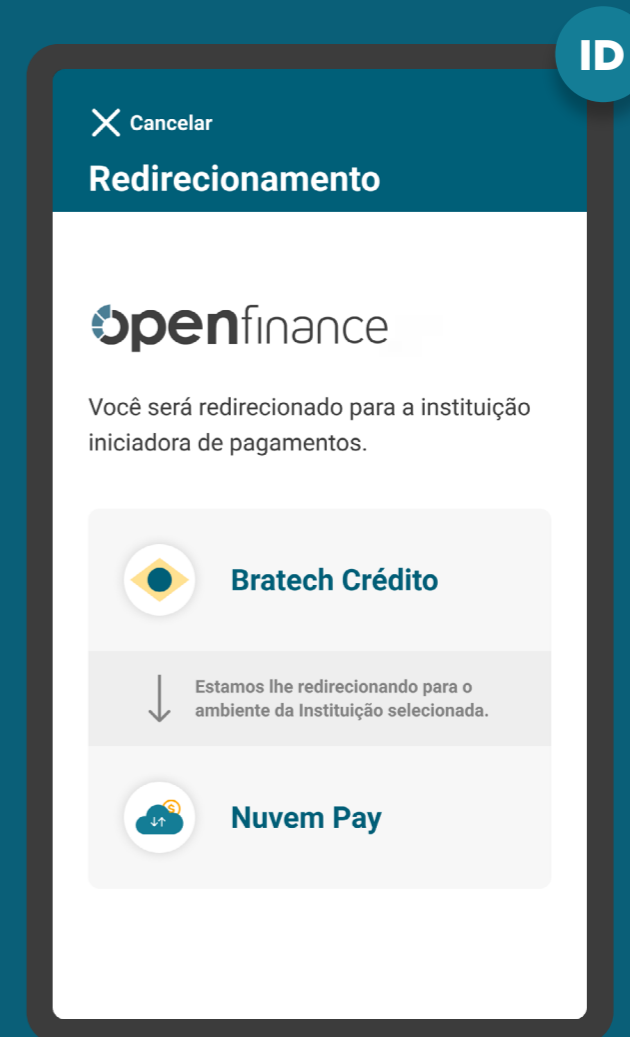 ID
Cancelar
Redirecionamento
openfinance
Você será redirecionado para a instituição
iniciadora de pagamentos.
Bratech Crédito
Estamos lhe redirecionando para o
ambiente da Instituição selecionada.
$
Nuvem Pay